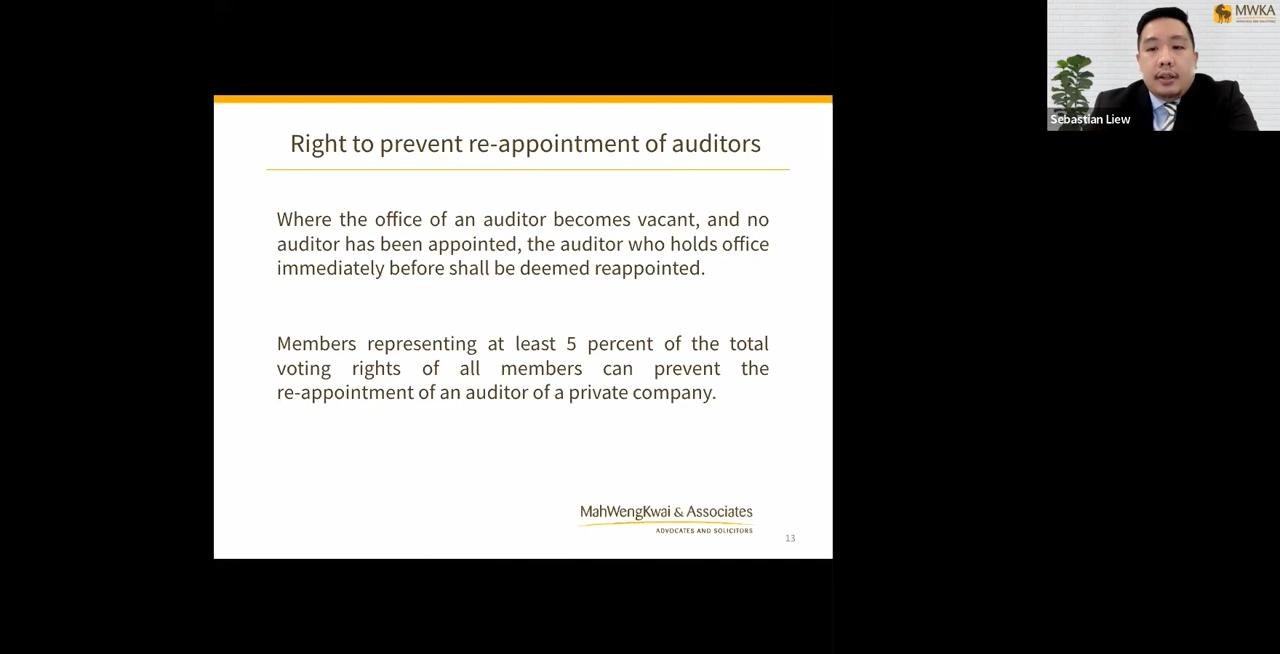 Right to prevent re-appointment of auditors
Where the office of an auditor becomes vacant, and no
auditor has been appointed, the auditor who holds office
immediately before shall be deemed reappointed.
Members representing at least 5 percent of the total
voting rights of all members can prevent the
re-appointment of an auditor of a private company.
MahWengKwai & Associates
ADVOCATES AND SOLICITORS
13
MWKA
Sebastian Liew